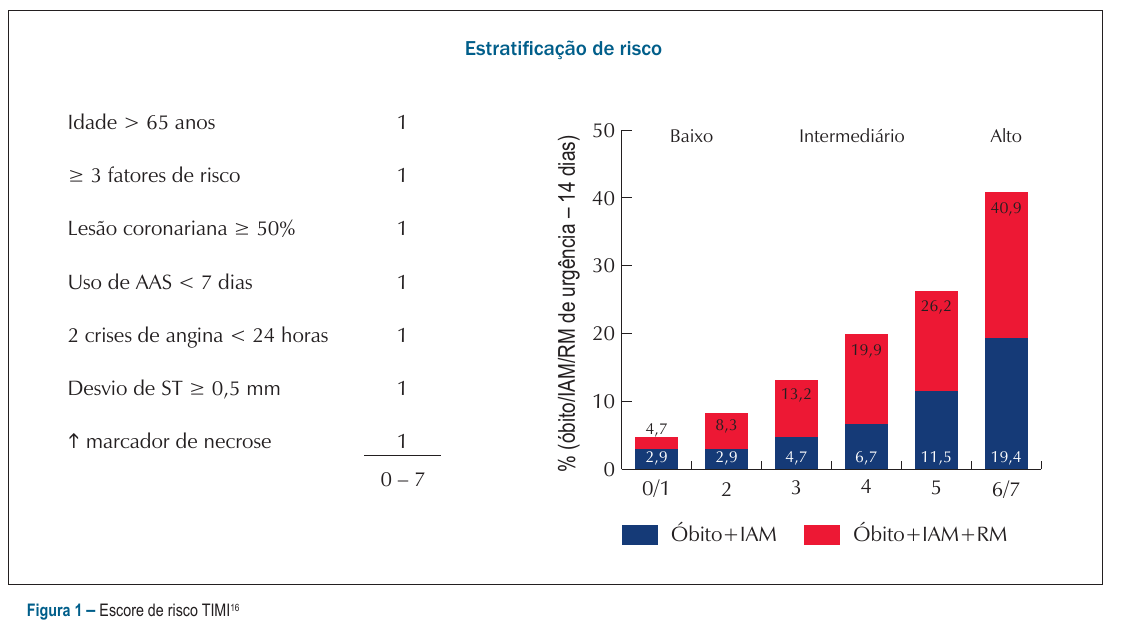 Estratificação de risco
Idade > 65 anos 1
≥ 3 fatores de risco 1
Lesão coronariana ≥ 50% 1
Uso de AAS < 7 dias 1
2 crises de angina < 24 horas 1
Desvio de ST ≥ 0,5 mm 1
↑ marcador de necrose 1
0 – 7
% (óbito/IAM/RM de urgência – 14 dias)
50
40
30
20
10
0
Baixo Intermediário Alto
4,7 8,3 13,2 19,9 26,2 40,9
2,9 2,9 4,7 6,7 11,5 19,4
0/1 2 3 4 5 6/7
Óbito+IAM Óbito+IAM+RM
Figura 1 – Escore de risco TIMI¹⁶